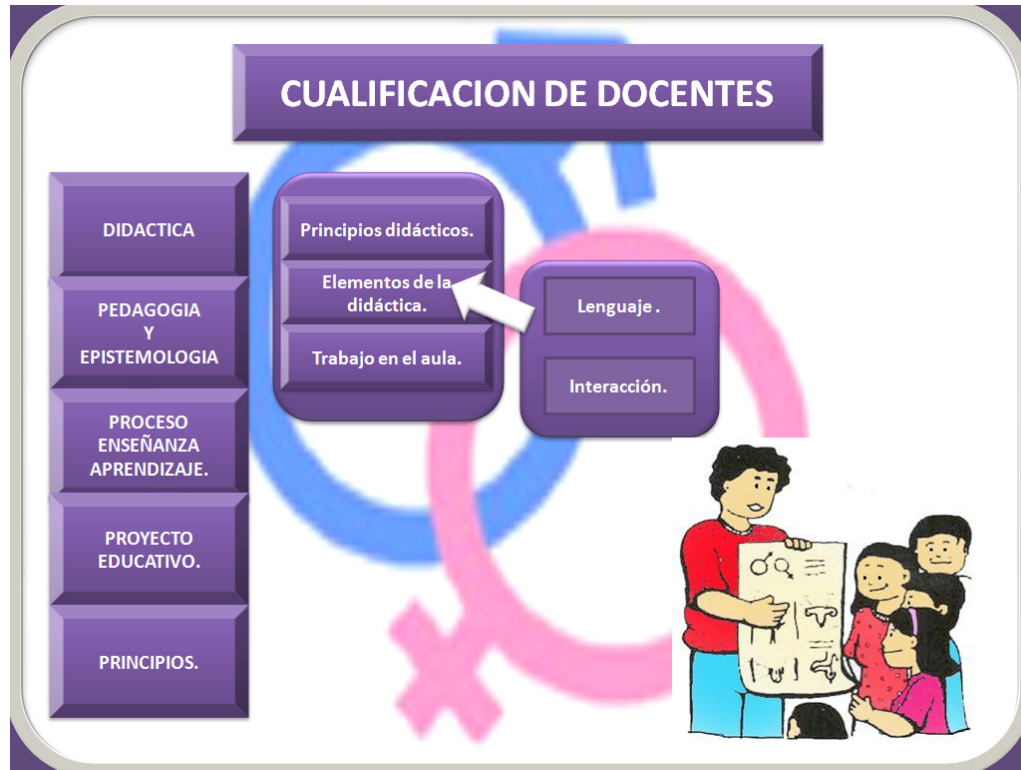 CUALIFICACION DE DOCENTES
DIDACTICA
PEDAGOGIA
Y
EPISTEMOLOGIA
PROCESO
ENSEÑANZA
APRENDIZAJE.
PROYECTO
EDUCATIVO.
PRINCIPIOS.
Principios didácticos.
Elementos de la
didáctica.
Trabajo en el aula.
Lenguaje .
Interacción.